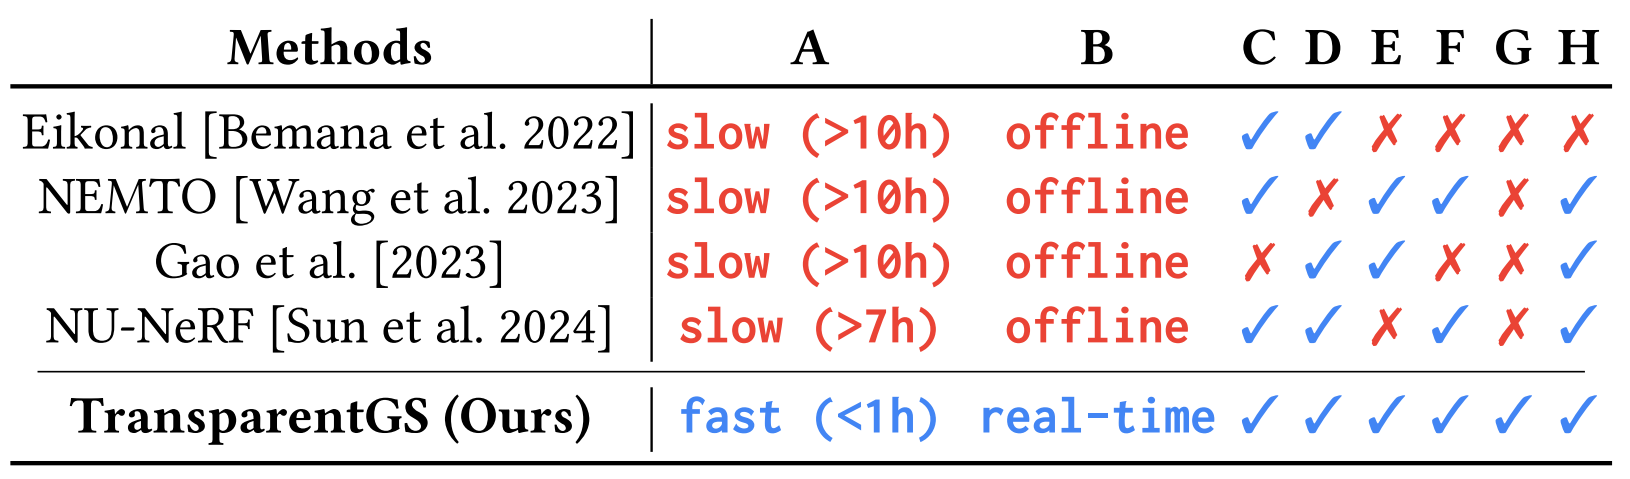 Methods A B C D E F G H
Eikonal [Bemana et al. 2022] slow (>10h) offline ✓ ✓ ✗ ✗ ✗ ✗
NEMTO [Wang et al. 2023] slow (>10h) offline ✓ ✗ ✓ ✓ ✗ ✓
Gao et al. [2023] slow (>10h) offline ✗ ✓ ✓ ✗ ✗ ✓
NU-NeRF [Sun et al. 2024] slow (>7h) offline ✓ ✓ ✗ ✓ ✗ ✓
TransparentGS (Ours) fast (<1h) real-time ✓ ✓ ✓ ✓ ✓ ✓